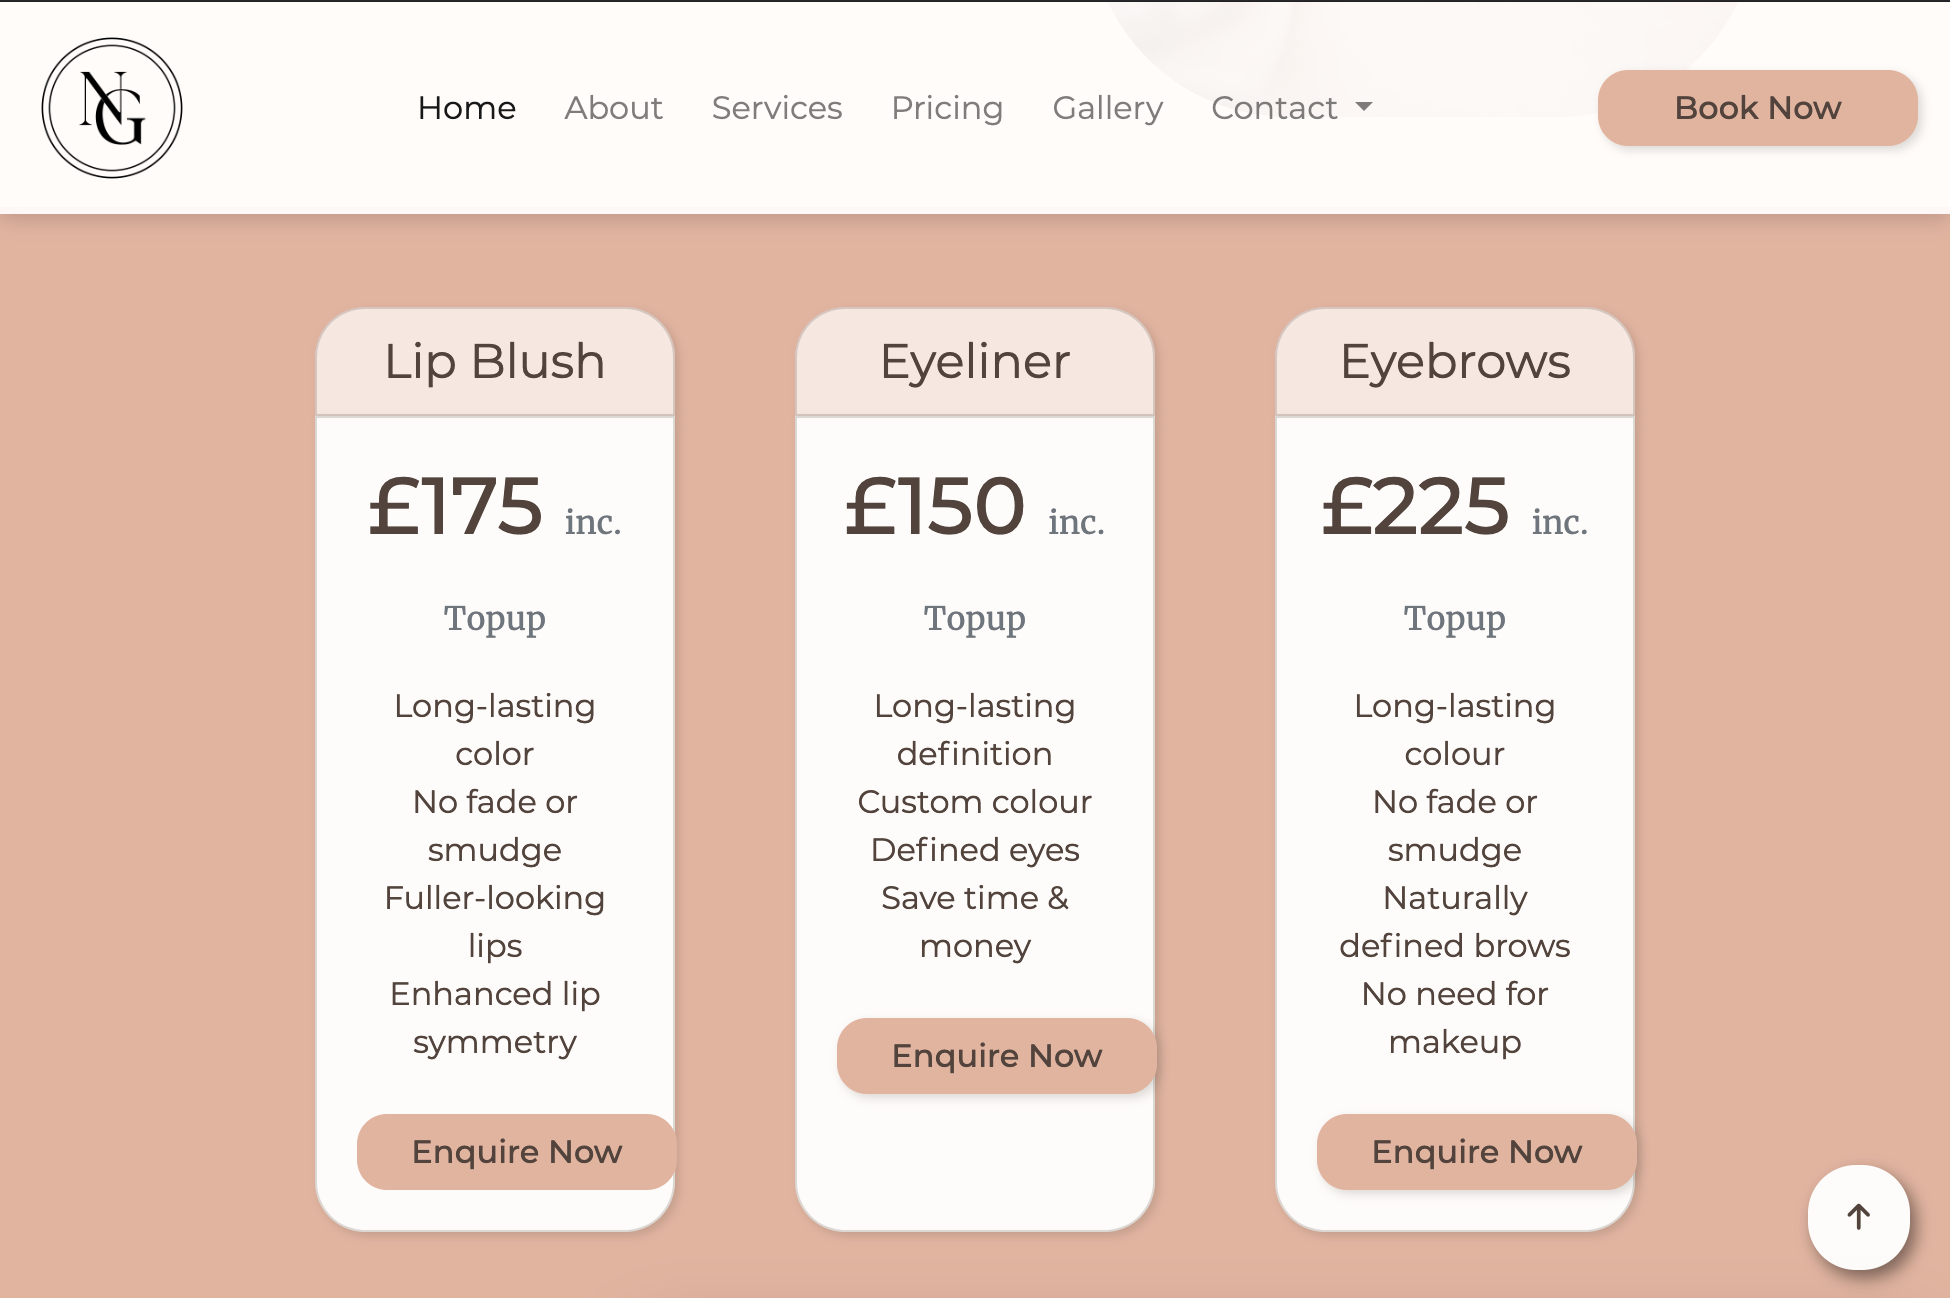 NG
Home About Services Pricing Gallery Contact
Book Now
Lip Blush
£175 inc.
Topup
Long-lasting
color
No fade or
smudge
Fuller-looking
lips
Enhanced lip
symmetry
Enquire Now
Eyeliner
£150 inc.
Topup
Long-lasting
definition
Custom colour
Defined eyes
Save time &
money
Enquire Now
Eyebrows
£225 inc.
Topup
Long-lasting
colour
No fade or
smudge
Naturally
defined brows
No need for
makeup
Enquire Now